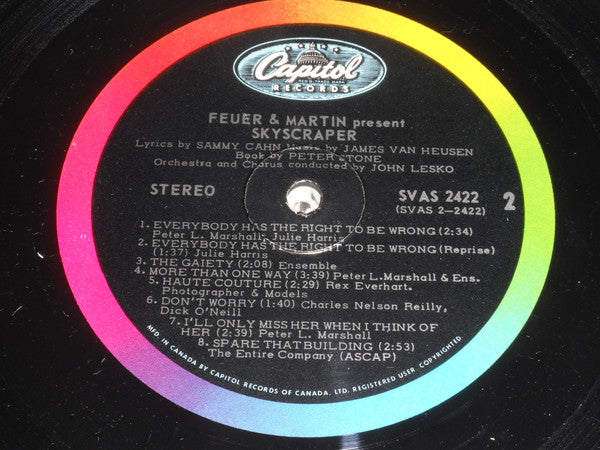 Capitol
RECORDS
FEUER & MARTIN present
SKYSCRAPER
Lyrics by SAMMY CAHN Music by JAMES VAN HEUSEN
Book by PETER STONE
Orchestra and Chorus conducted by JOHN LESKO
STEREO
SVAS 2422
(SVAS 2-2422)
2
1. EVERYBODY HAS THE RIGHT TO BE WRONG (2:34)
Peter L. Marshall, Julie Harris
2. EVERYBODY HAS THE RIGHT TO BE WRONG (Reprise)
(1:37) Julie Harris
3. THE GAIETY (2:08) Ensemble
4. MORE THAN ONE WAY (3:39) Peter L. Marshall & Ens.
5. HAUTE COUTURE (2:29) Rex Everhart.
Photographer & Models
6. DON'T WORRY (1:40) Charles Nelson Reilly,
Dick O'Neill
7. I'LL ONLY MISS HER WHEN I THINK OF
HER (2:39) Peter L. Marshall
8. SPARE THAT BUILDING (2:53)
The Entire Company (ASCAP)
MFD. IN CANADA BY CAPITOL RECORDS OF CANADA, LTD. REGISTERED USER. COPYRIGHTED.